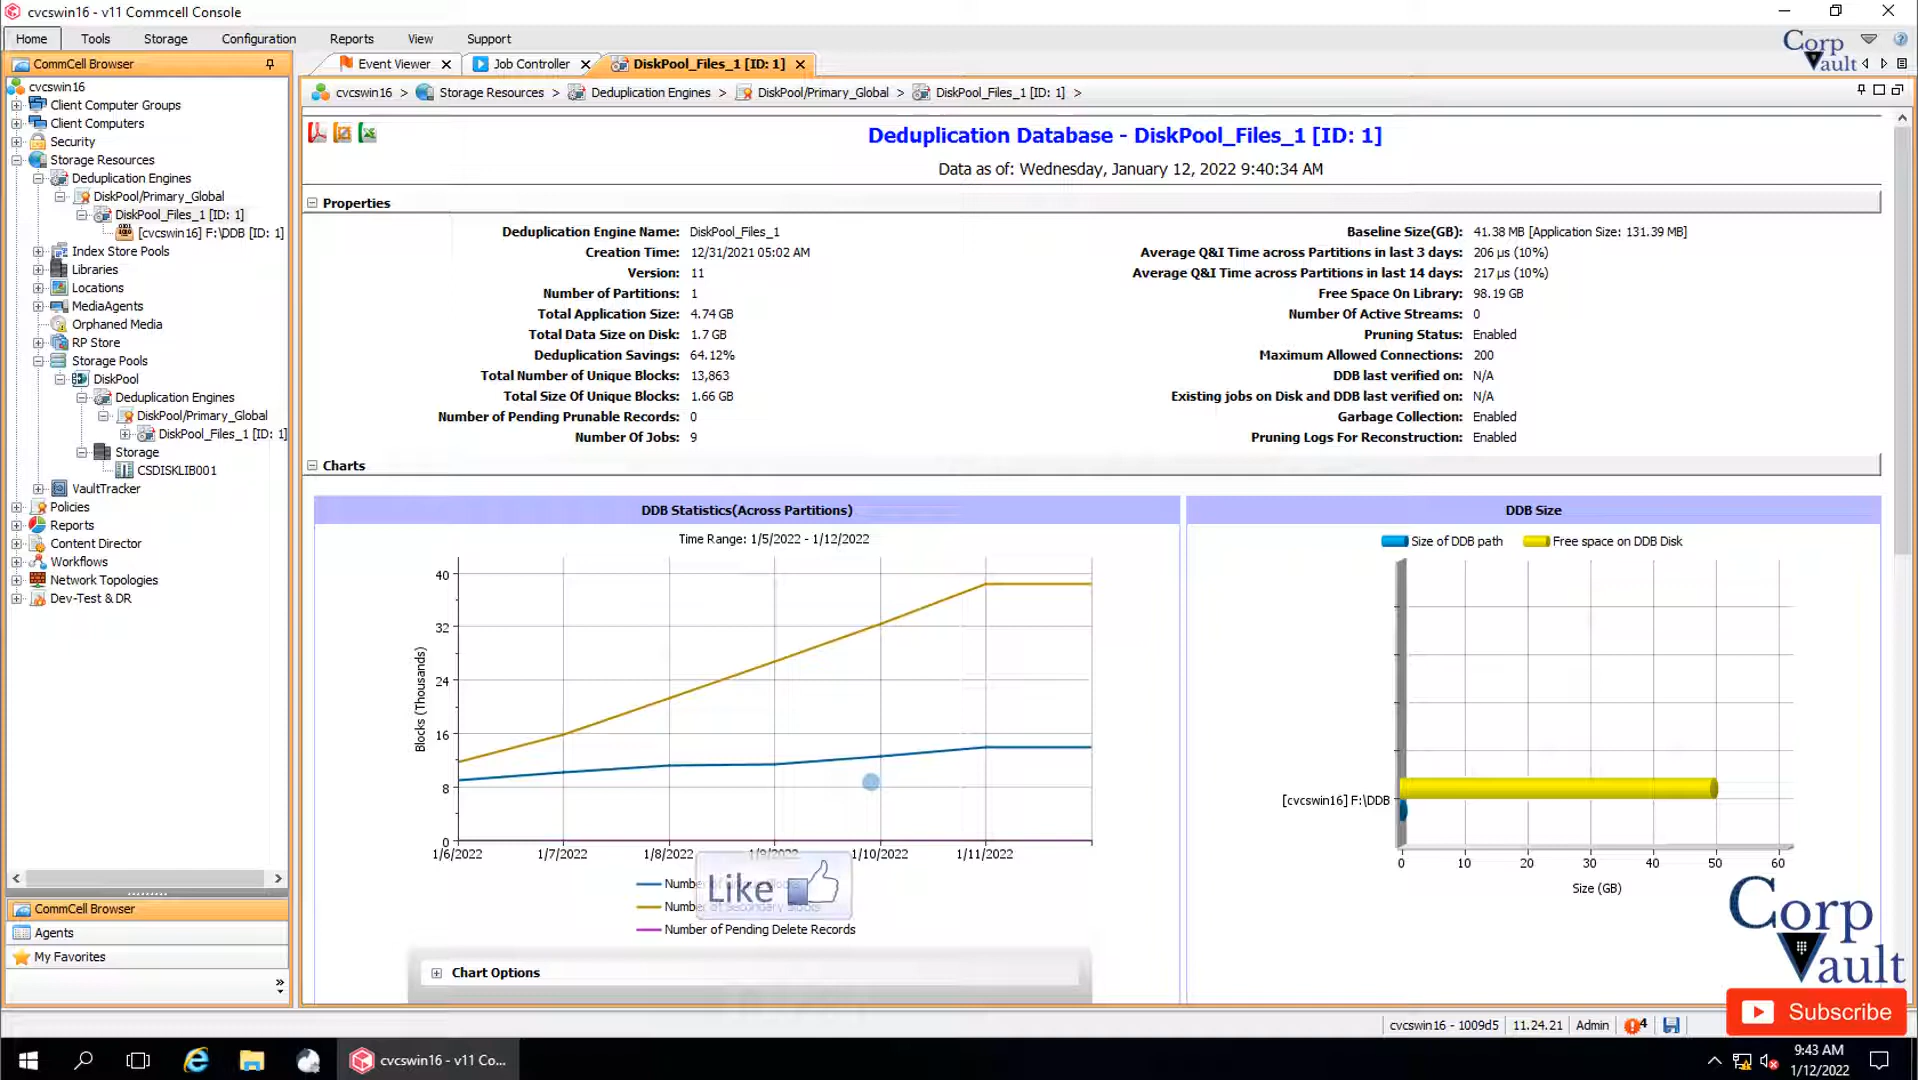 cvcswin16 - v11 Commcell Console
Home Tools Storage Configuration Reports View Support
Corp Vault
CommCell Browser
Event Viewer Job Controller DiskPool_Files_1 [ID: 1]
cvcswin16 > Storage Resources > Deduplication Engines > DiskPool/Primary_Global > DiskPool_Files_1 [ID: 1] >
cvcswin16
Client Computer Groups
Client Computers
Security
Storage Resources
Deduplication Engines
DiskPool/Primary_Global
DiskPool_Files_1 [ID: 1]
[cvcswin16] F:\DDB [ID: 1]
Index Store Pools
Libraries
Locations
MediaAgents
Orphaned Media
RP Store
Storage Pools
DiskPool
Deduplication Engines
DiskPool/Primary_Global
DiskPool_Files_1 [ID: 1]
Storage
CSDISKLIB001
VaultTracker
Policies
Reports
Content Director
Workflows
Network Topologies
Dev-Test & DR
CommCell Browser
Agents
My Favorites
Deduplication Database - DiskPool_Files_1 [ID: 1]
Data as of: Wednesday, January 12, 2022 9:40:34 AM
Properties
Deduplication Engine Name: DiskPool_Files_1
Creation Time: 12/31/2021 05:02 AM
Version: 11
Number of Partitions: 1
Total Application Size: 4.74 GB
Total Data Size on Disk: 1.7 GB
Deduplication Savings: 64.12%
Total Number of Unique Blocks: 13,863
Total Size Of Unique Blocks: 1.66 GB
Number of Pending Prunable Records: 0
Number Of Jobs: 9
Baseline Size(GB): 41.38 MB [Application Size: 131.39 MB]
Average Q&I Time across Partitions in last 3 days: 206 µs (10%)
Average Q&I Time across Partitions in last 14 days: 217 µs (10%)
Free Space On Library: 98.19 GB
Number Of Active Streams: 0
Pruning Status: Enabled
Maximum Allowed Connections: 200
DDB last verified on: N/A
Existing jobs on Disk and DDB last verified on: N/A
Garbage Collection: Enabled
Pruning Logs For Reconstruction: Enabled
Charts
DDB Statistics(Across Partitions)
Time Range: 1/5/2022 - 1/12/2022
Blocks (Thousands)
40
32
24
16
8
0
1/6/2022 1/7/2022 1/8/2022 1/9/2022 1/10/2022 1/11/2022
Like
Number of Pending Delete Records
Chart Options
DDB Size
Size of DDB path Free space on DDB Disk
[cvcswin16] F:\DDB
0 10 20 30 40 50 60
Size (GB)
Corp Vault
Subscribe
cvcswin16 - 1009d5 11.24.21 Admin 4
cvcswin16 - v11 Co...
9:43 AM
1/12/2022